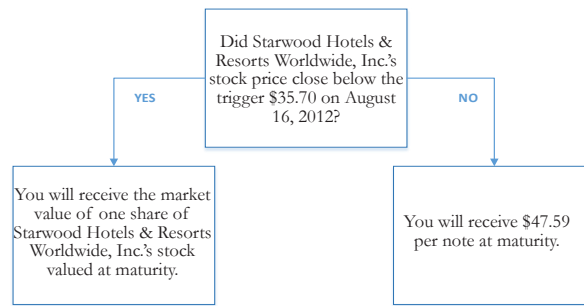 Did Starwood Hotels &
Resorts Worldwide, Inc.'s
stock price close below the
trigger $35.70 on August
16, 2012?
YES
NO
You will receive the market
value of one share of
Starwood Hotels & Resorts
Worldwide, Inc.'s stock
valued at maturity.
You will receive $47.59
per note at maturity.